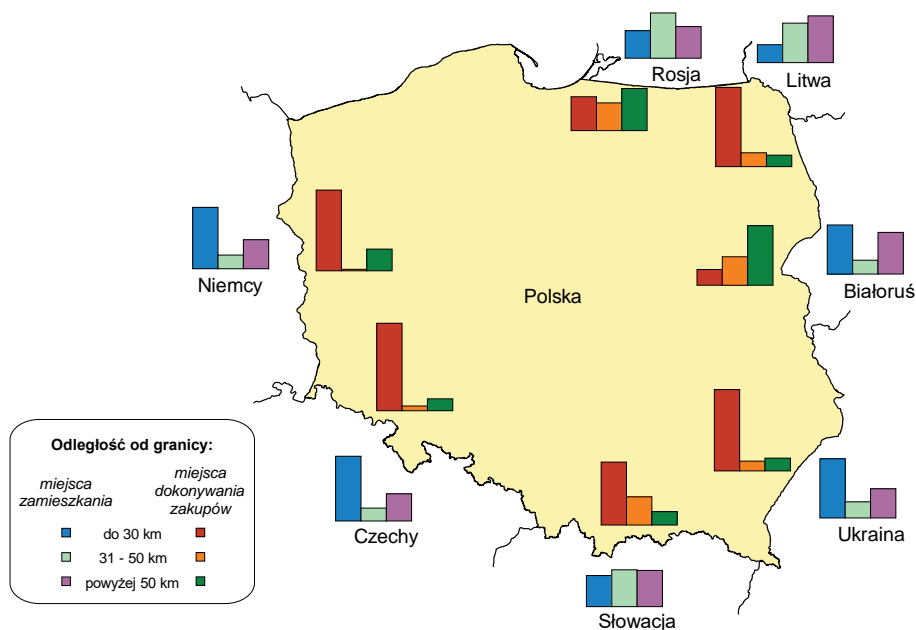 Rosja
Litwa
Niemcy
Polska
Białoruś
Odległość od granicy:
miejsca zamieszkania
miejsca dokonywania zakupów
do 30 km
31 - 50 km
powyżej 50 km
Czechy
Ukraina
Słowacja